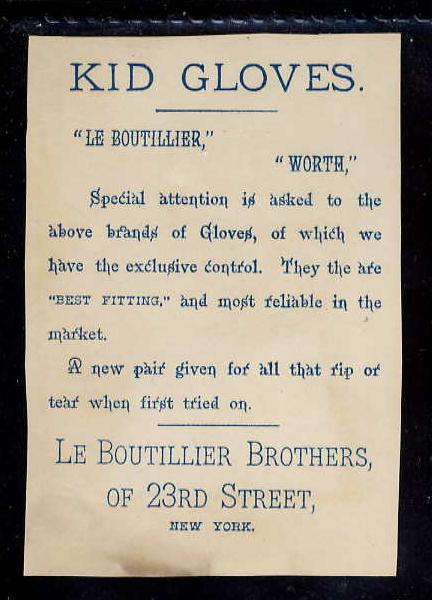 KID GLOVES.
"LE BOUTILLIER,"
"WORTH,"
Special attention is asked to the
above brands of Gloves, of which we
have the exclusive control. They the are
"BEST FITTING," and most reliable in the
market.
A new pair given for all that rip or
tear when first tried on.
LE BOUTILLIER BROTHERS,
OF 23RD STREET,
NEW YORK.